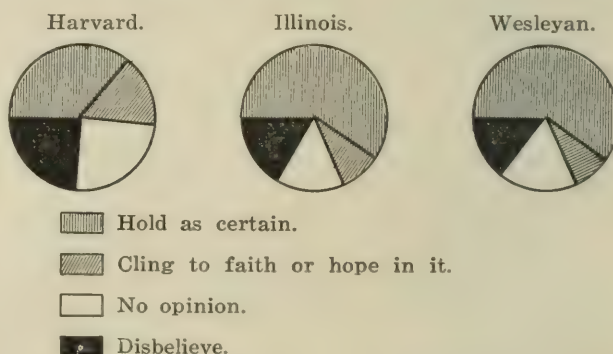 Harvard. Illinois. Wesleyan.
Hold as certain.
Cling to faith or hope in it.
No opinion.
Disbelieve.